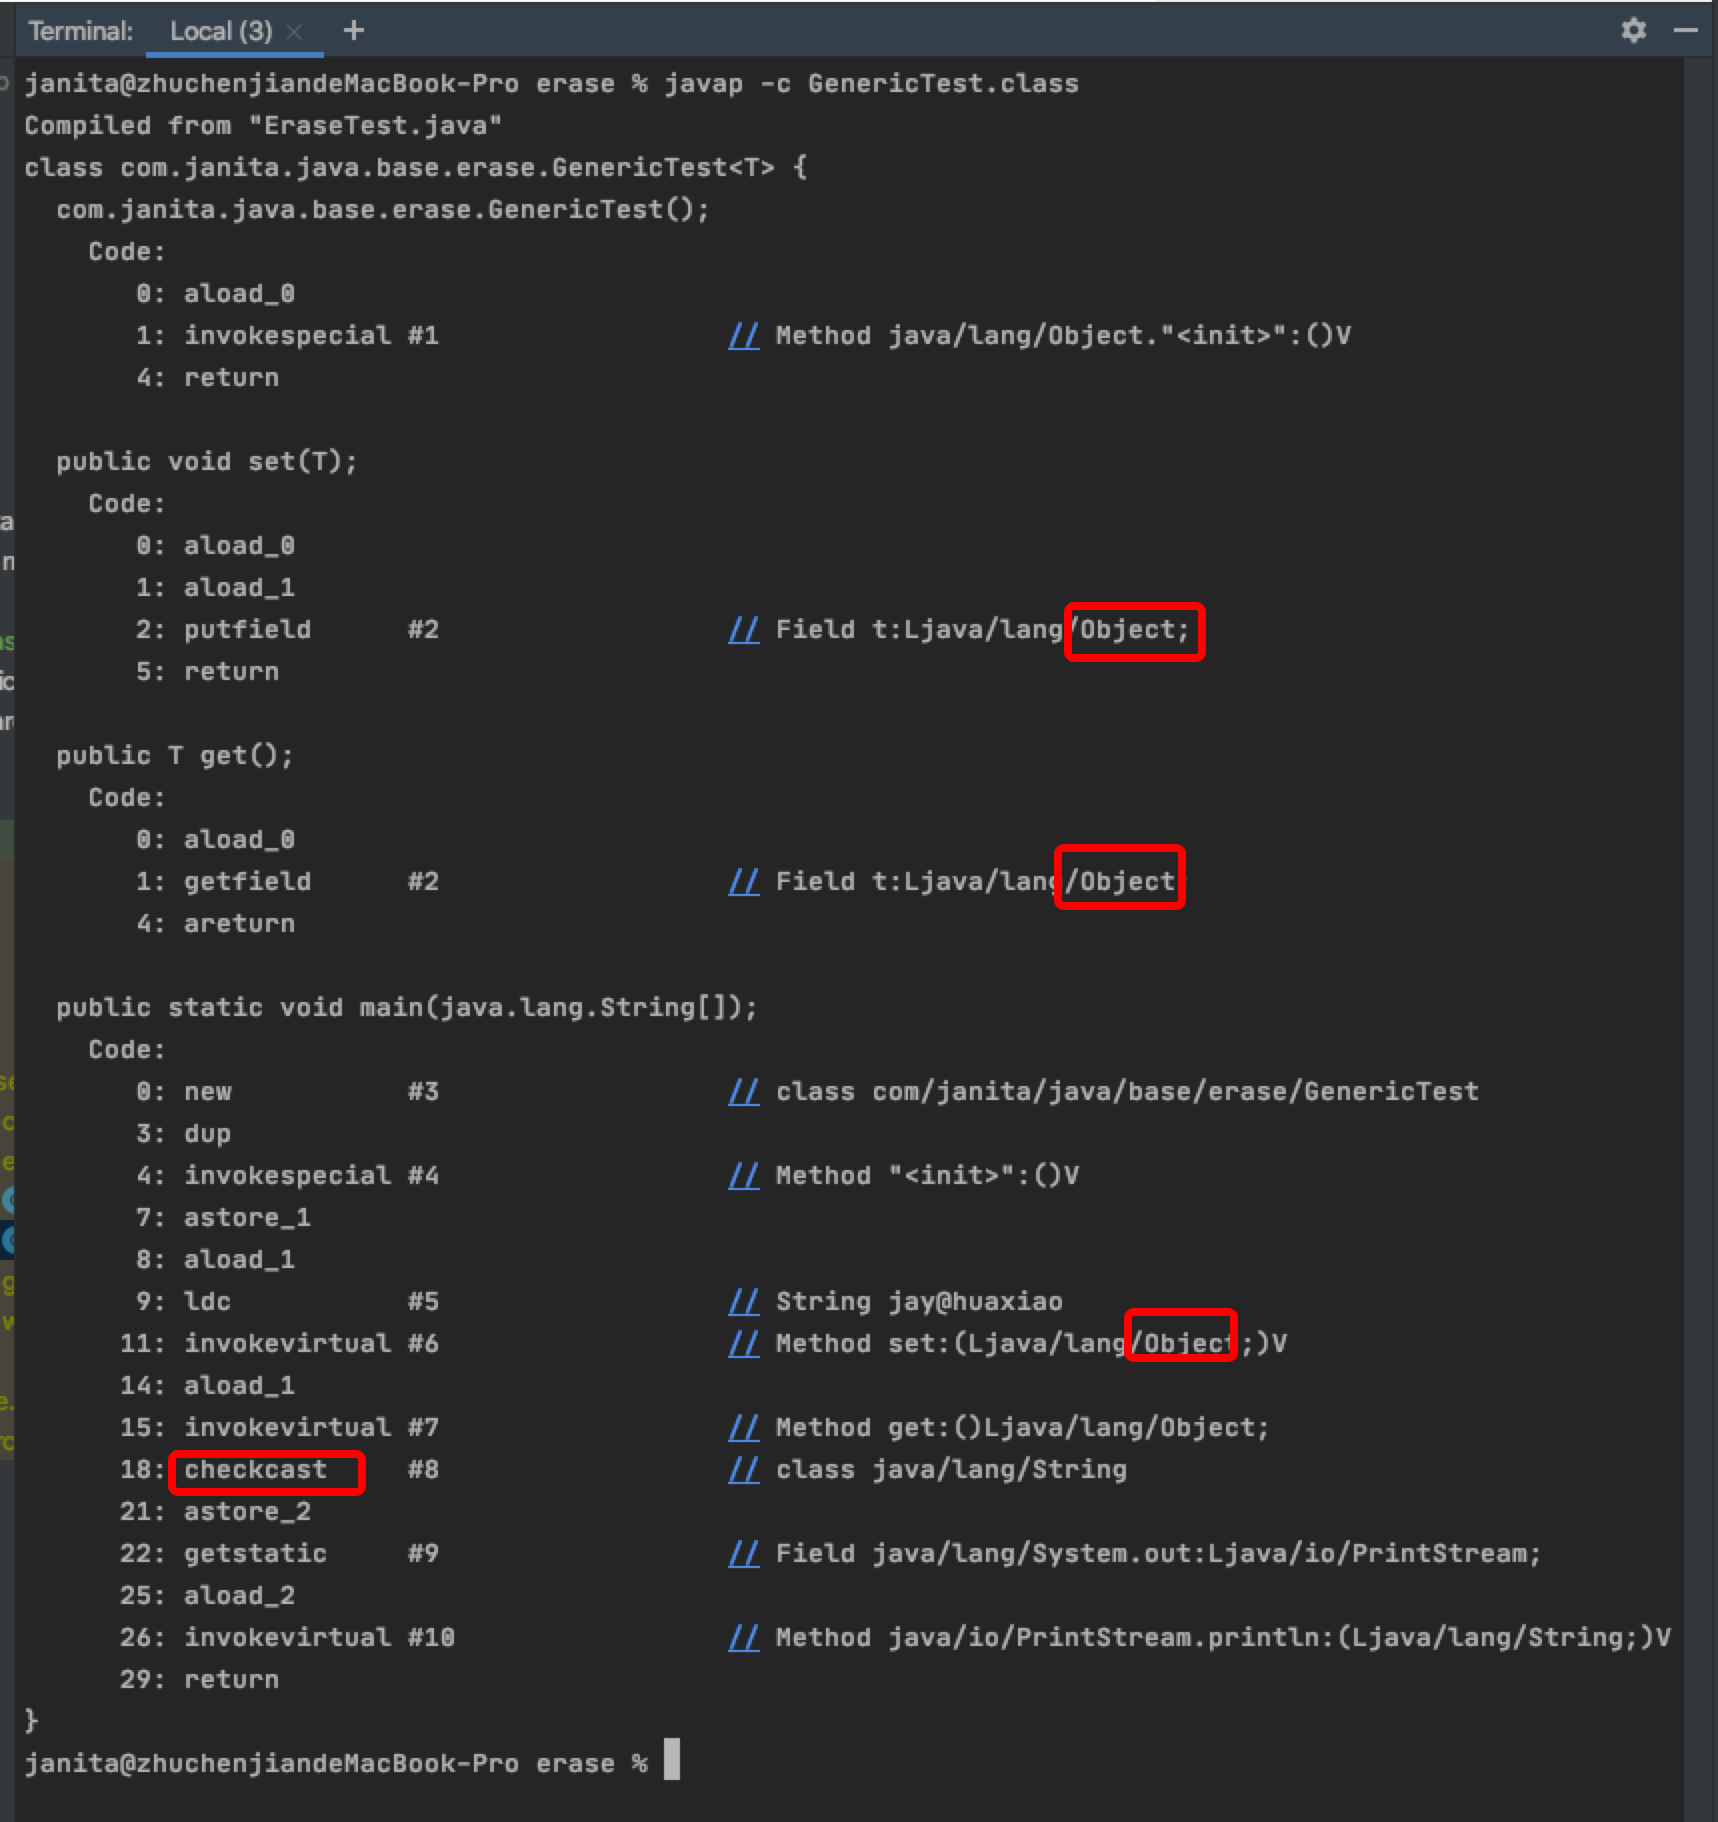 Terminal: Local (3) × +
janita@zhuchenjiandeMacBook-Pro erase % javap -c GenericTest.class
Compiled from "EraseTest.java"
class com.janita.java.base.erase.GenericTest<T> {
  com.janita.java.base.erase.GenericTest();
    Code:
       0: aload_0
       1: invokespecial #1                  // Method java/lang/Object."<init>":()V
       4: return

  public void set(T);
    Code:
       0: aload_0
       1: aload_1
       2: putfield      #2                  // Field t:Ljava/lang/Object;
       5: return

  public T get();
    Code:
       0: aload_0
       1: getfield      #2                  // Field t:Ljava/lang/Object
       4: areturn

  public static void main(java.lang.String[]);
    Code:
       0: new           #3                  // class com/janita/java/base/erase/GenericTest
       3: dup
       4: invokespecial #4                  // Method "<init>":()V
       7: astore_1
       8: aload_1
       9: ldc           #5                  // String jay@huaxiao
      11: invokevirtual #6                  // Method set:(Ljava/lang/Object;)V
      14: aload_1
      15: invokevirtual #7                  // Method get:()Ljava/lang/Object;
      18: checkcast     #8                  // class java/lang/String
      21: astore_2
      22: getstatic     #9                  // Field java/lang/System.out:Ljava/io/PrintStream;
      25: aload_2
      26: invokevirtual #10                 // Method java/io/PrintStream.println:(Ljava/lang/String;)V
      29: return
}
janita@zhuchenjiandeMacBook-Pro erase %